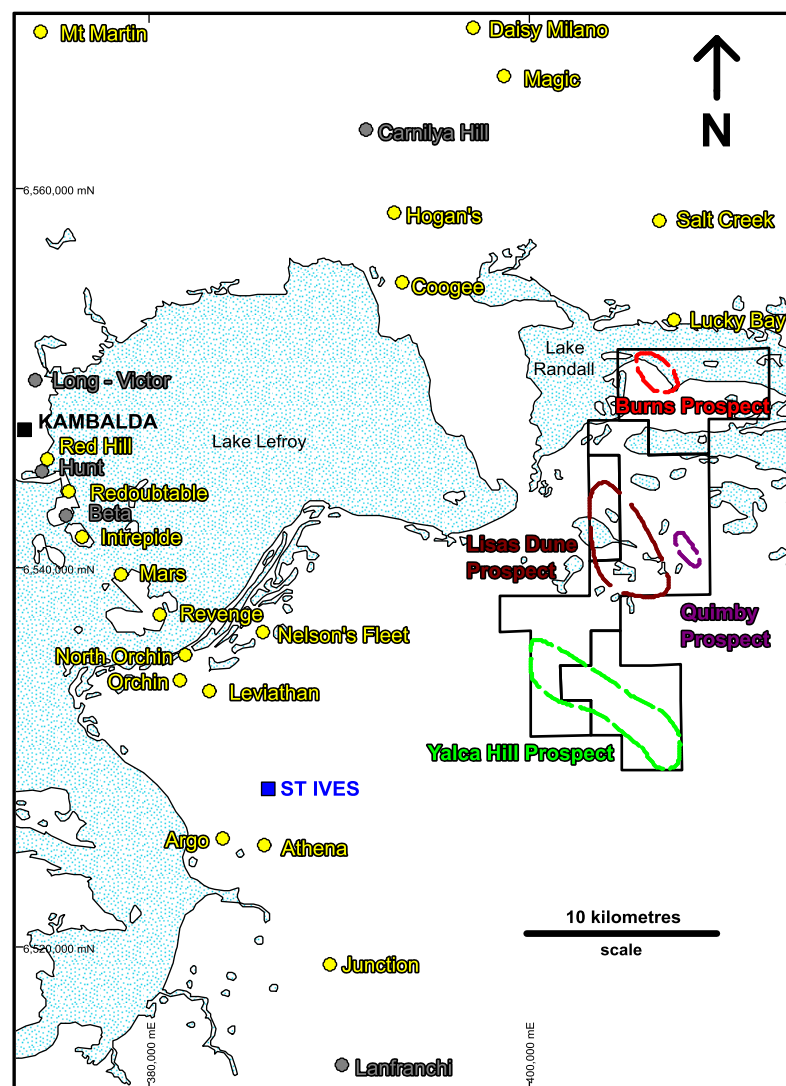 Mt Martin
Daisy Milano
Magic
N
Carnilya Hill
6,560,000 mN
Hogan's
Salt Creek
Coogee
Lucky Bay
Lake
Randall
Long - Victor
Burns Prospect
KAMBALDA
Lake Lefroy
Red Hill
Hunt
Redoubtable
Beta
Intrepide
Lisas Dune
Prospect
6,540,000 mN
Mars
Quimby
Prospect
Revenge
Nelson's Fleet
North Orchin
Orchin
Leviathan
Yalca Hill Prospect
ST IVES
Argo
Athena
10 kilometres
scale
6,520,000 mN
Junction
380,000 mE
400,000 mE
Lanfranchi